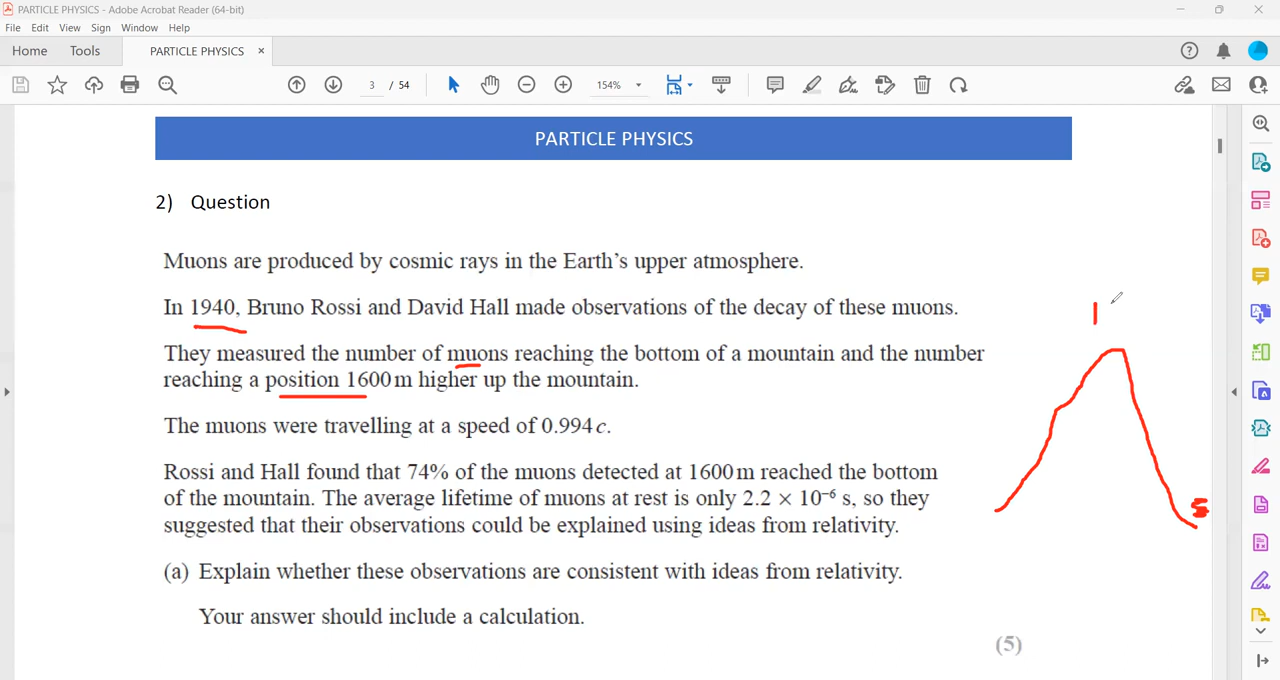 PARTICLE PHYSICS - Adobe Acrobat Reader (64-bit)
File Edit View Sign Window Help
Home Tools PARTICLE PHYSICS ×
3 / 54 154%
PARTICLE PHYSICS
2) Question
Muons are produced by cosmic rays in the Earth's upper atmosphere.
In 1940, Bruno Rossi and David Hall made observations of the decay of these muons.
They measured the number of muons reaching the bottom of a mountain and the number
reaching a position 1600 m higher up the mountain.
The muons were travelling at a speed of 0.994 c.
Rossi and Hall found that 74% of the muons detected at 1600 m reached the bottom
of the mountain. The average lifetime of muons at rest is only 2.2 × 10⁻⁶ s, so they
suggested that their observations could be explained using ideas from relativity.
(a) Explain whether these observations are consistent with ideas from relativity.
Your answer should include a calculation.
(5)